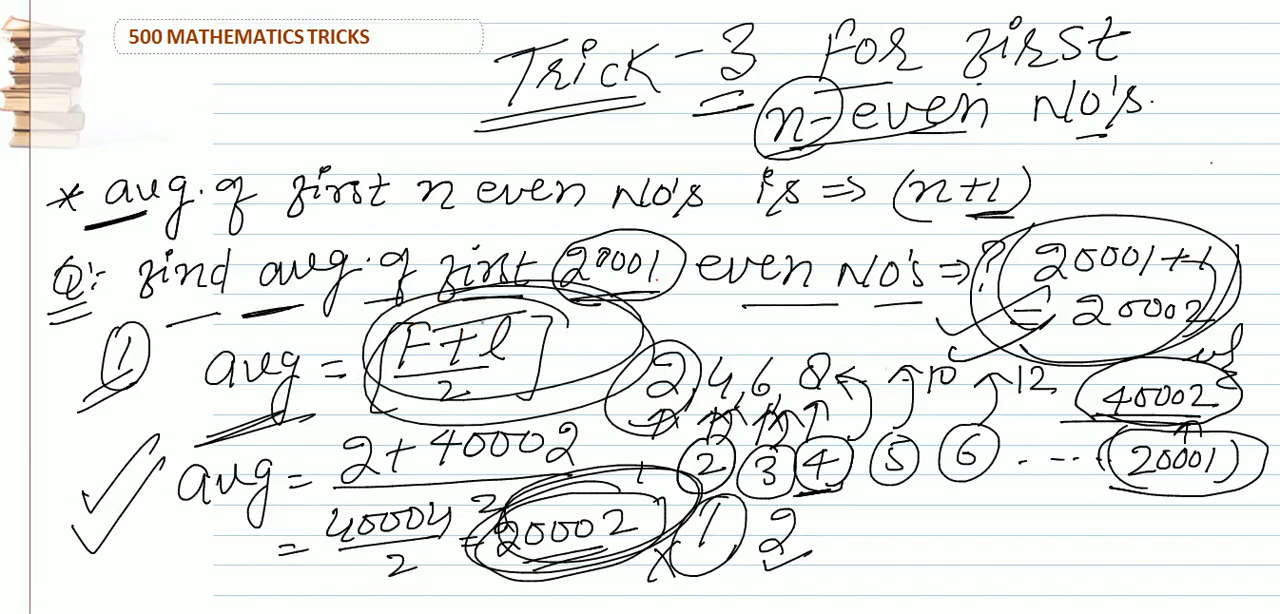 500 MATHEMATICS TRICKS
Trick - 3 For first
n- even No's.
* avg. of first n even No's is => (n+1)
Q:- find avg. of first 20001 even No's => ? 20001+1
= 20002
① avg = [F+l / 2] 2, 4, 6, 8 10 12 40002
avg = 2+40002 / 2 3 4 5 6 ..... 20001
= 40004 / 2 = 20002 1 2